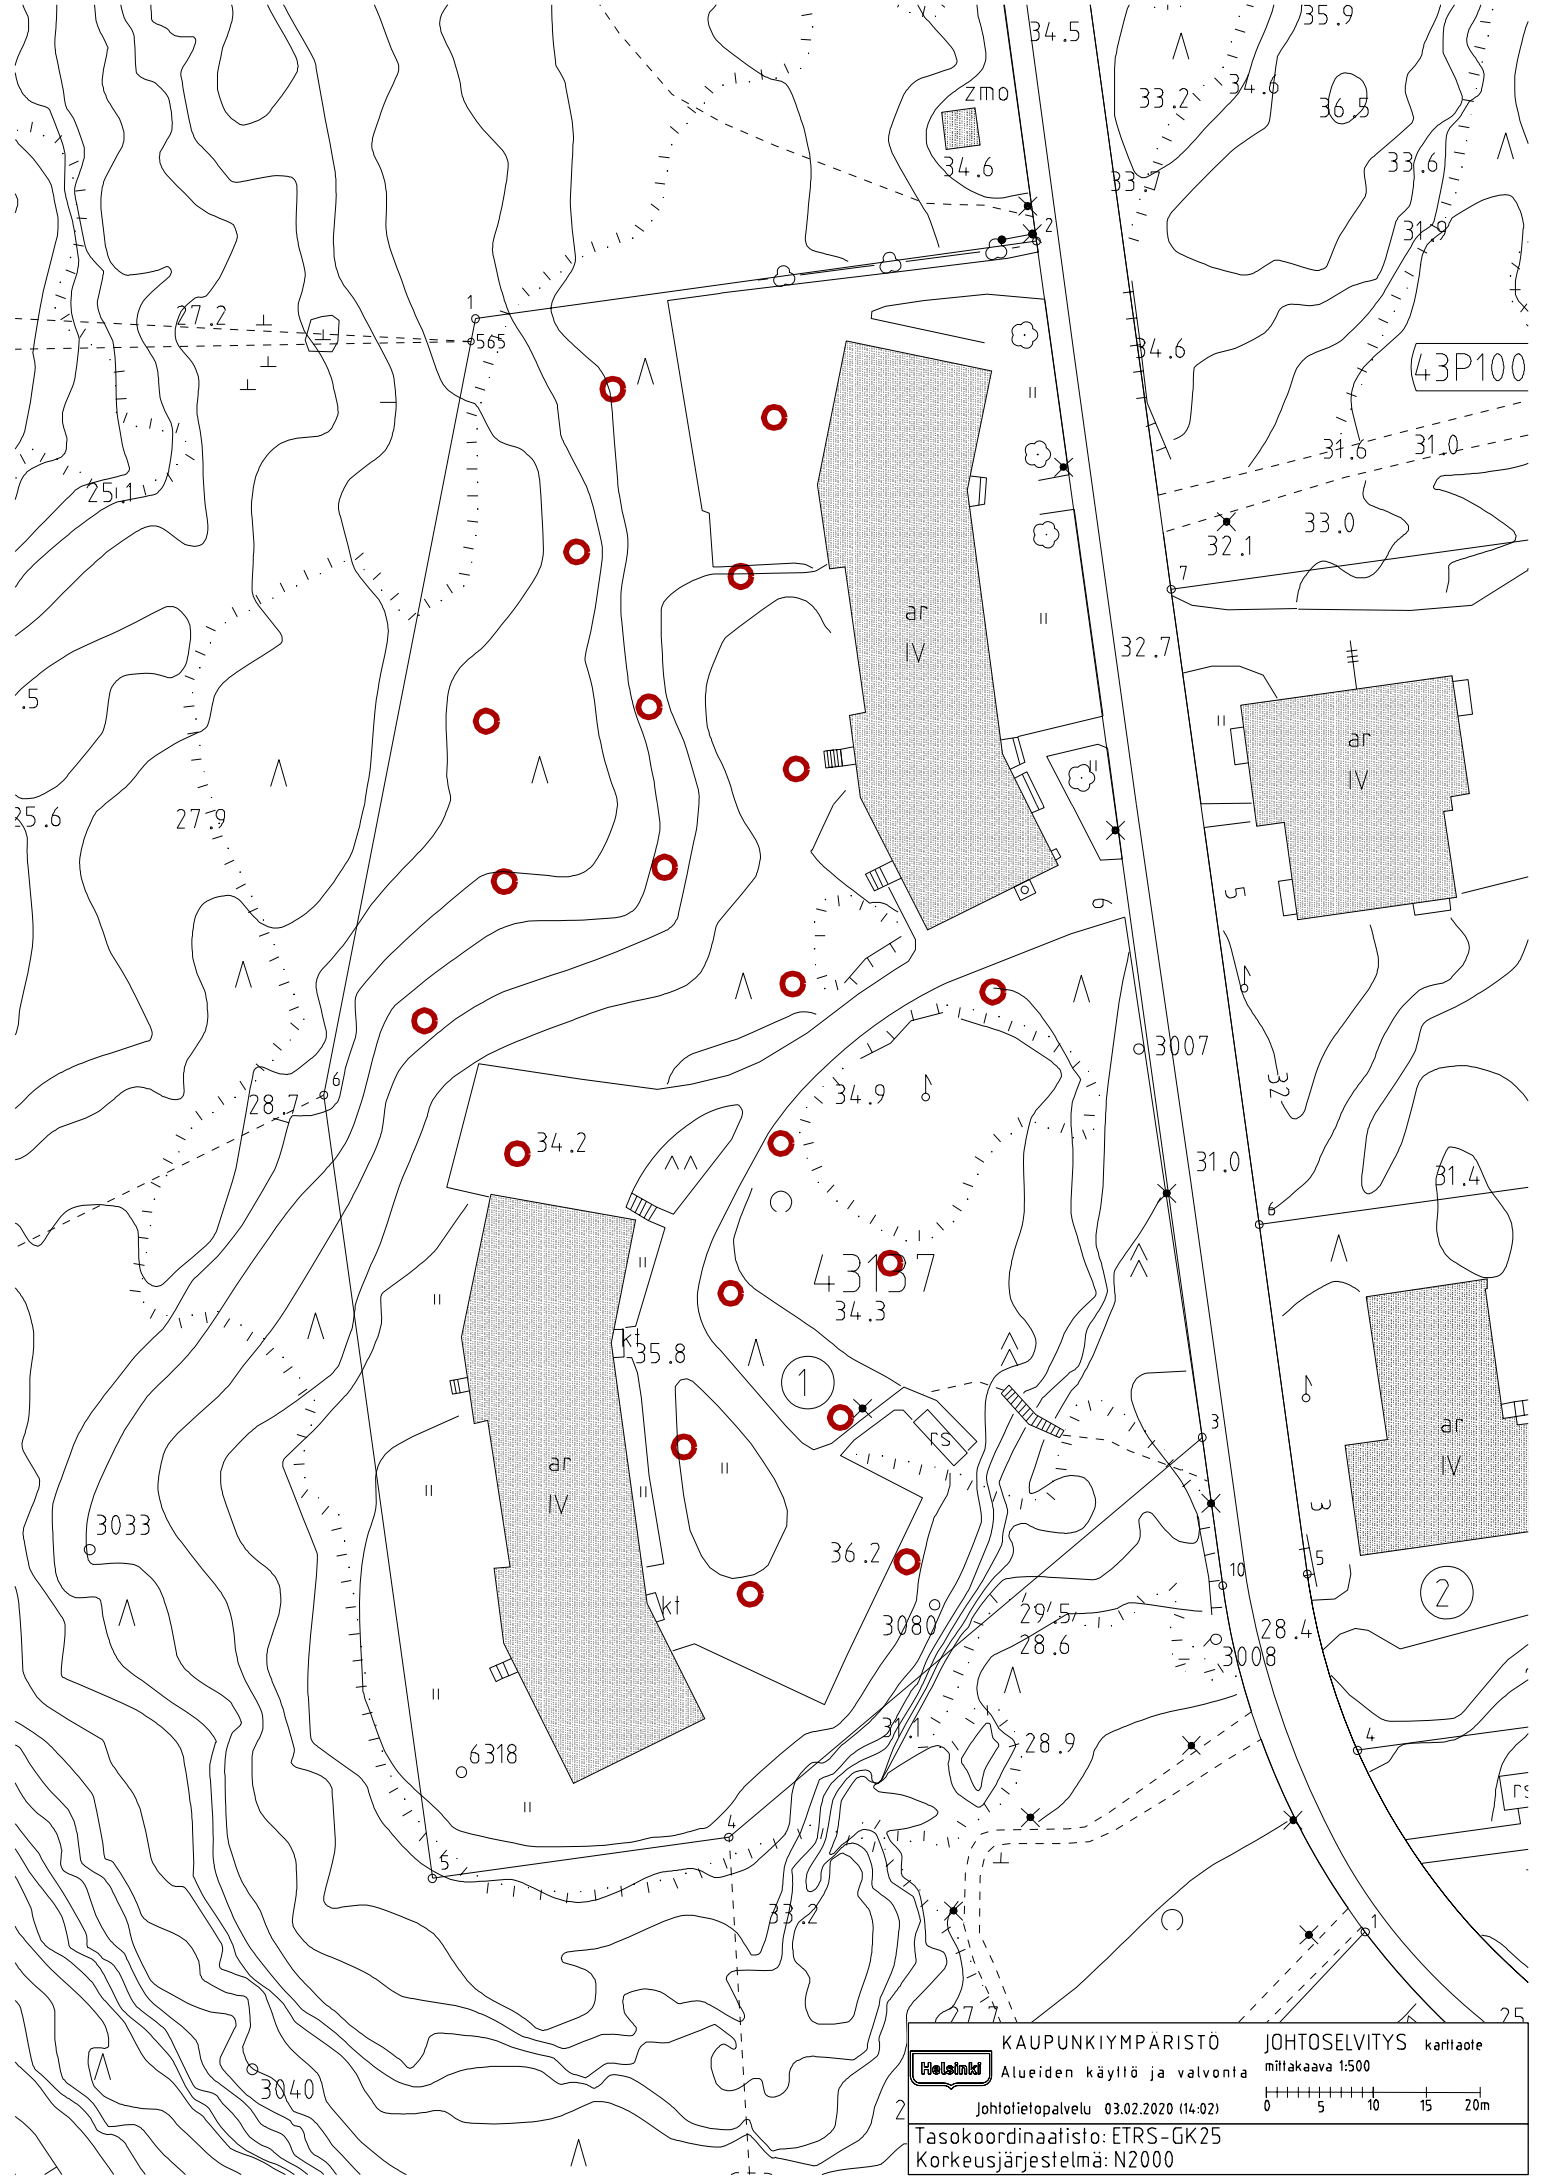 34.5
35.9
zmo
33.2
34.6
36.5
34.6
33.7
33.6
31.9
2
27.2
1
565
34.6
43P100
25.1
31.6
31.0
33.0
32.1
7
ar
IV
32.7
.5
ar
IV
27.9
6
5
3007
6
28.7
34.9
32
34.2
31.0
31.4
6
43137
34.3
kt
35.8
1
3
rs
ar
IV
ar
IV
3
3033
36.2
5
10
2
kt
3080
29.5
28.6
28.4
3008
31.1
28.9
4
6318
rs
4
5
33.2
1
27.7
25
3040
2
KAUPUNKIYMPÄRISTÖ
JOHTOSELVITYS karttaote
Helsinki
Alueiden käyttö ja valvonta
mittakaava 1:500
Johtotietopalvelu 03.02.2020 (14:02)
0 5 10 15 20m
Tasokoordinaatisto: ETRS-GK25
Korkeusjärjestelmä: N2000